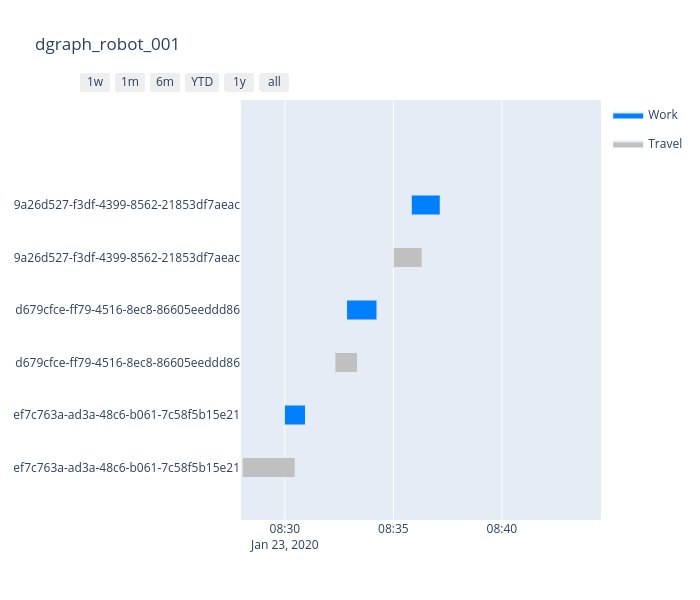 dgraph_robot_001
1w 1m 6m YTD 1y all
Work
Travel
9a26d527-f3df-4399-8562-21853df7aeac
9a26d527-f3df-4399-8562-21853df7aeac
d679cfce-ff79-4516-8ec8-86605eeddd86
d679cfce-ff79-4516-8ec8-86605eeddd86
ef7c763a-ad3a-48c6-b061-7c58f5b15e21
ef7c763a-ad3a-48c6-b061-7c58f5b15e21
08:30 08:35 08:40
Jan 23, 2020